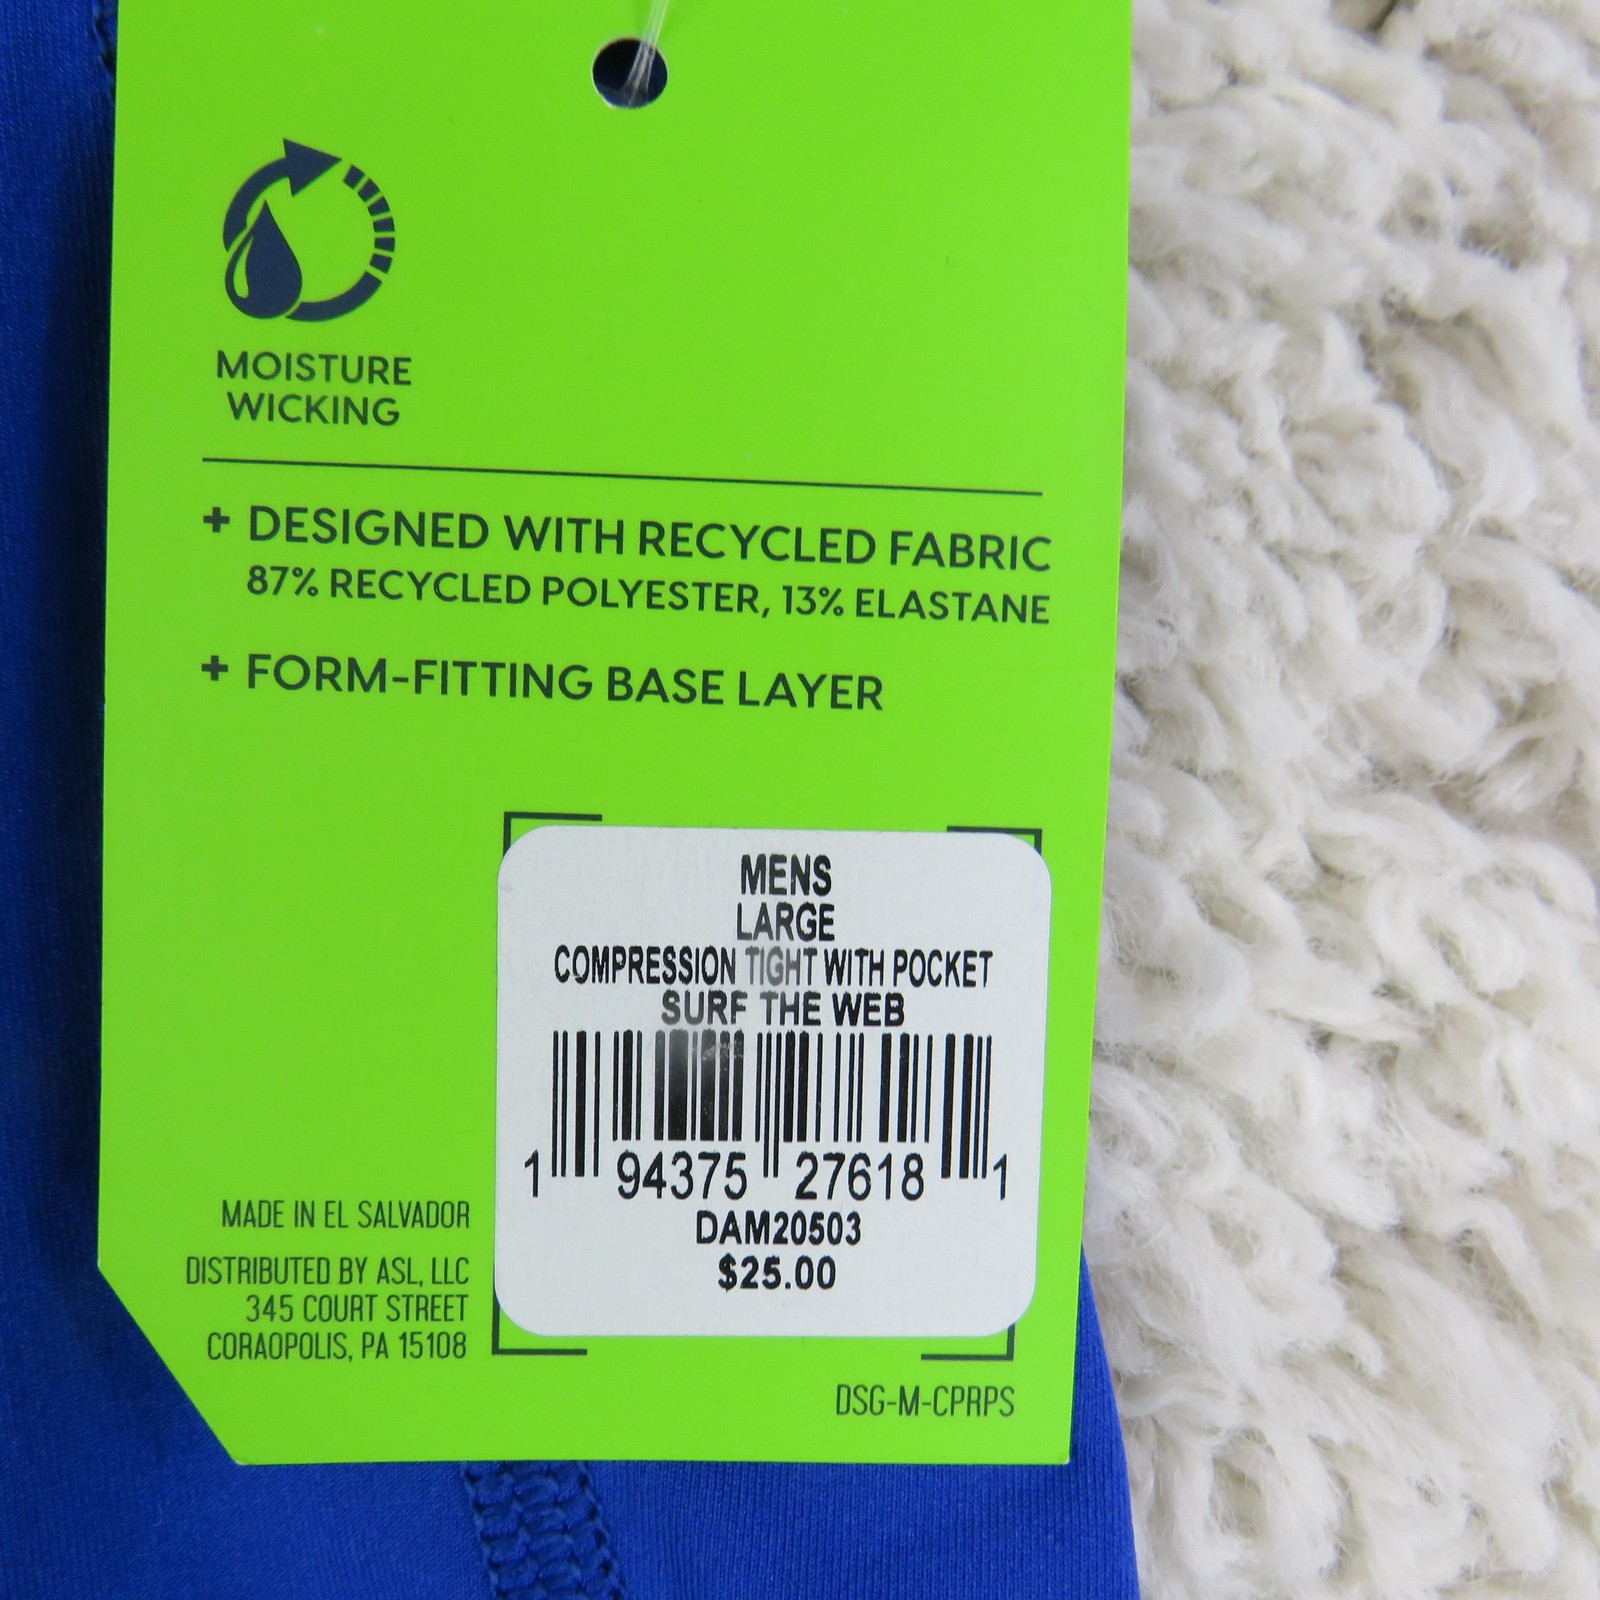 MOISTURE
WICKING
+ DESIGNED WITH RECYCLED FABRIC
87% RECYCLED POLYESTER, 13% ELASTANE
+ FORM-FITTING BASE LAYER
MENS
LARGE
COMPRESSION TIGHT WITH POCKET
SURF THE WEB
1 94375 27618 1
DAM20503
$25.00
MADE IN EL SALVADOR
DISTRIBUTED BY ASL, LLC
345 COURT STREET
CORAOPOLIS, PA 15108
DSG-M-CPRPS